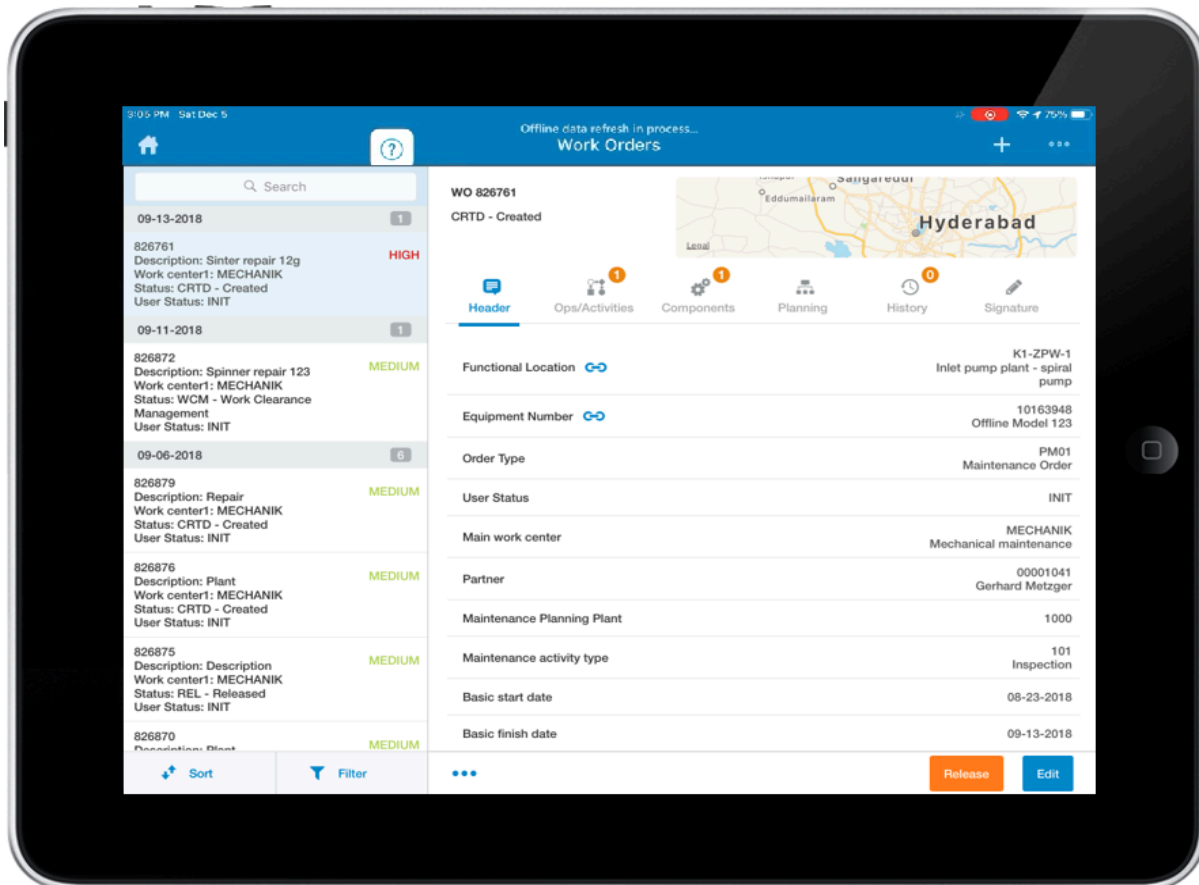 3:05 PM Sat Dec 5
75%
Offline data refresh in process...
Work Orders
?
Search
09-13-2018 1
826761
HIGH
Description: Sinter repair 12g
Work center1: MECHANIK
Status: CRTD - Created
User Status: INIT
09-11-2018 1
826872
MEDIUM
Description: Spinner repair 123
Work center1: MECHANIK
Status: WCM - Work Clearance
Management
User Status: INIT
09-06-2018 6
826879
MEDIUM
Description: Repair
Work center1: MECHANIK
Status: CRTD - Created
User Status: INIT
826876
MEDIUM
Description: Plant
Work center1: MECHANIK
Status: CRTD - Created
User Status: INIT
826875
MEDIUM
Description: Description
Work center1: MECHANIK
Status: REL - Released
User Status: INIT
826870
MEDIUM
Description: Plant
Sort Filter
WO 826761
CRTD - Created
Sangareddi
Eddumailaram
Hyderabad
Legal
1 1 0
Header Ops/Activities Components Planning History Signature
Functional Location K1-ZPW-1
Inlet pump plant - spiral
pump
Equipment Number 10163948
Offline Model 123
Order Type PM01
Maintenance Order
User Status INIT
Main work center MECHANIK
Mechanical maintenance
Partner 00001041
Gerhard Metzger
Maintenance Planning Plant 1000
Maintenance activity type 101
Inspection
Basic start date 08-23-2018
Basic finish date 09-13-2018
Release Edit